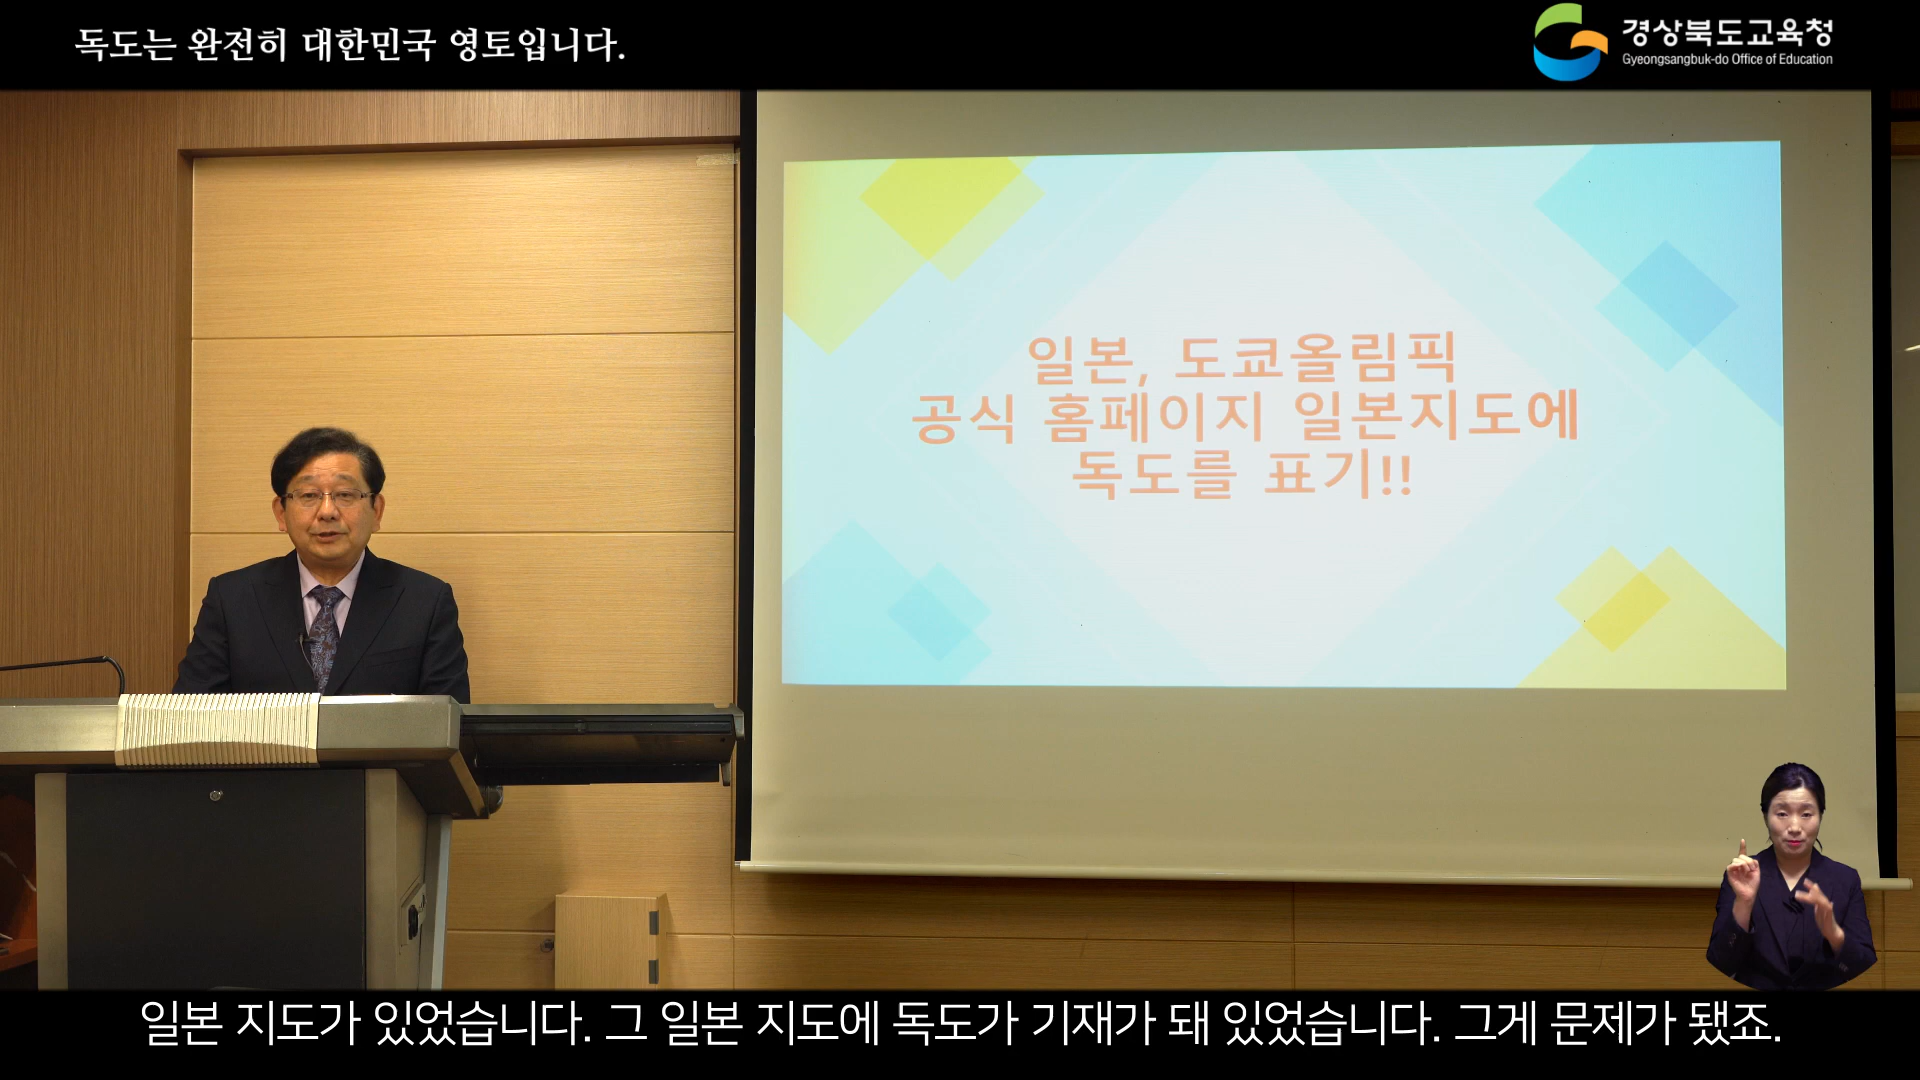 독도는 완전히 대한민국 영토입니다.
경상북도교육청
Gyeongsangbuk-do Office of Education
일본, 도쿄올림픽
공식 홈페이지 일본지도에
독도를 표기!!
일본 지도가 있었습니다. 그 일본 지도에 독도가 기재가 돼 있었습니다. 그게 문제가 됐죠.